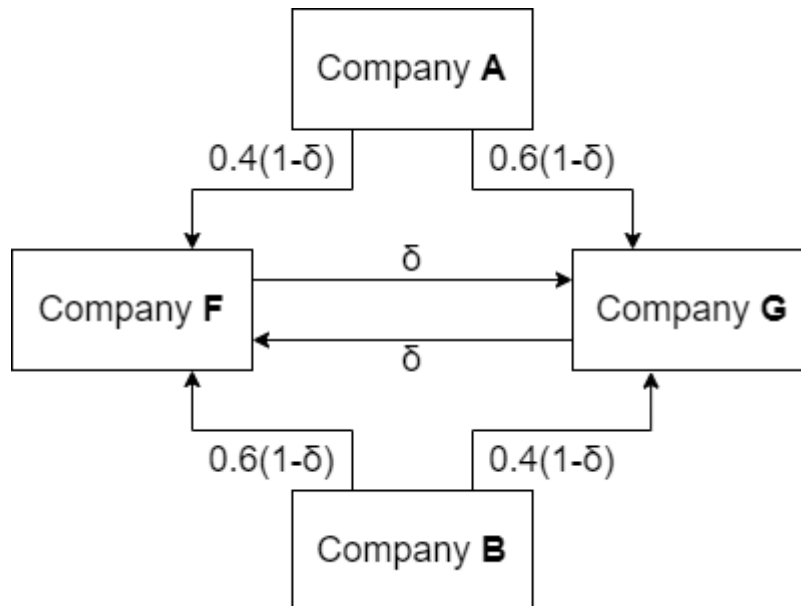 Company A
0.4(1-δ)
0.6(1-δ)
δ
Company F
Company G
δ
0.6(1-δ)
0.4(1-δ)
Company B